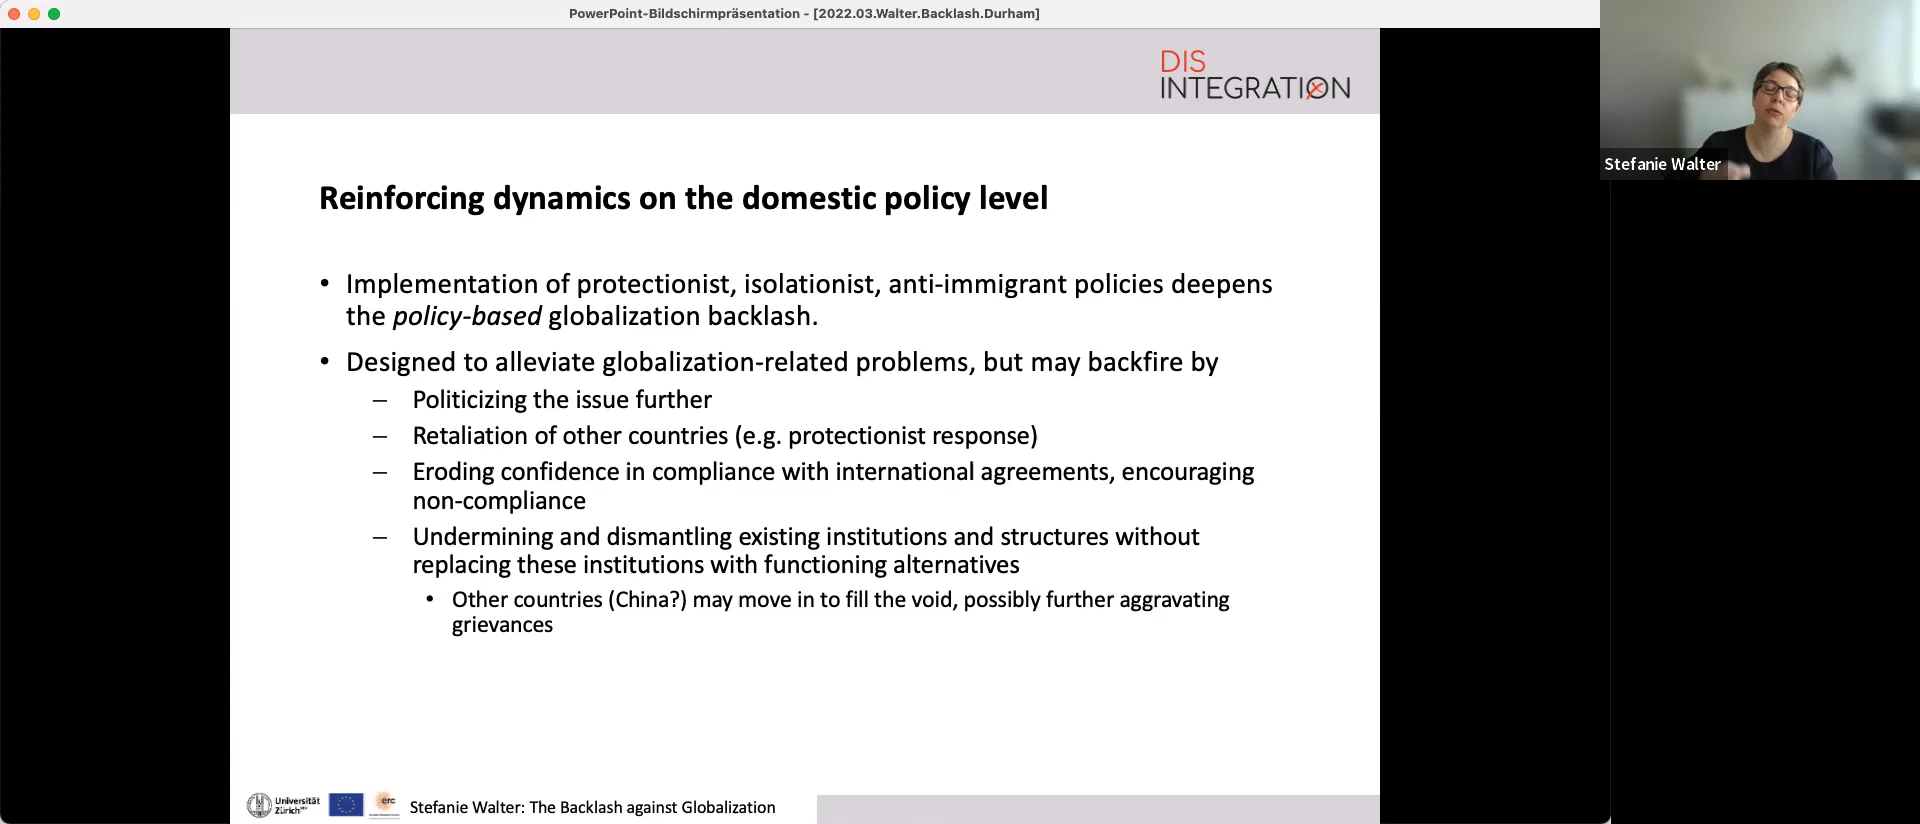 PowerPoint-Bildschirmpräsentation - [2022.03.Walter.Backlash.Durham]
DIS
INTEGRATION
Stefanie Walter
Reinforcing dynamics on the domestic policy level
• Implementation of protectionist, isolationist, anti-immigrant policies deepens
the policy-based globalization backlash.
• Designed to alleviate globalization-related problems, but may backfire by
– Politicizing the issue further
– Retaliation of other countries (e.g. protectionist response)
– Eroding confidence in compliance with international agreements, encouraging
non-compliance
– Undermining and dismantling existing institutions and structures without
replacing these institutions with functioning alternatives
• Other countries (China?) may move in to fill the void, possibly further aggravating
grievances
Universität
Zürich
erc
Stefanie Walter: The Backlash against Globalization